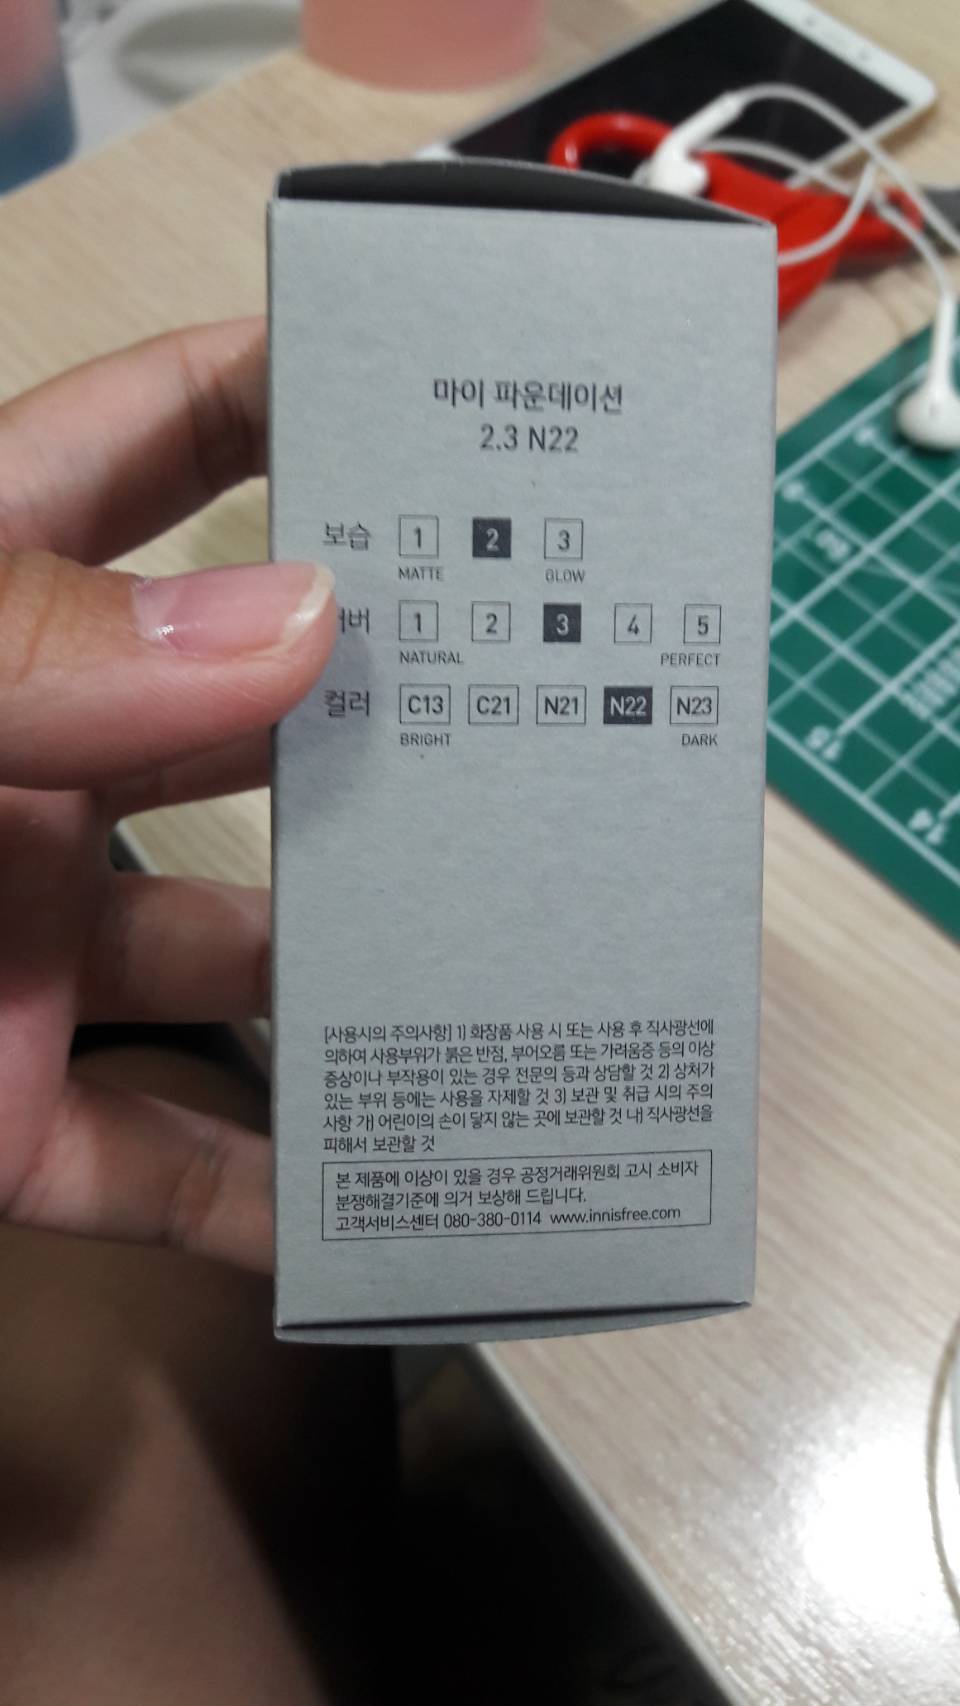 마이 파운데이션
2.3 N22
보습 1 2 3
MATTE GLOW
1 2 3 4 5
NATURAL PERFECT
컬러 C13 C21 N21 N22 N23
BRIGHT DARK
[사용시의 주의사항] 1) 화장품 사용 시 또는 사용 후 직사광선에
의하여 사용부위가 붉은 반점, 부어오름 또는 가려움증 등의 이상
증상이나 부작용이 있는 경우 전문의 등과 상담할 것 2) 상처가
있는 부위 등에는 사용을 자제할 것 3) 보관 및 취급 시의 주의
사항 가) 어린이의 손이 닿지 않는 곳에 보관할 것 나) 직사광선을
피해서 보관할 것
본 제품에 이상이 있을 경우 공정거래위원회 고시 소비자
분쟁해결기준에 의거 보상해 드립니다.
고객서비스센터 080-380-0114 www.innisfree.com
15
14